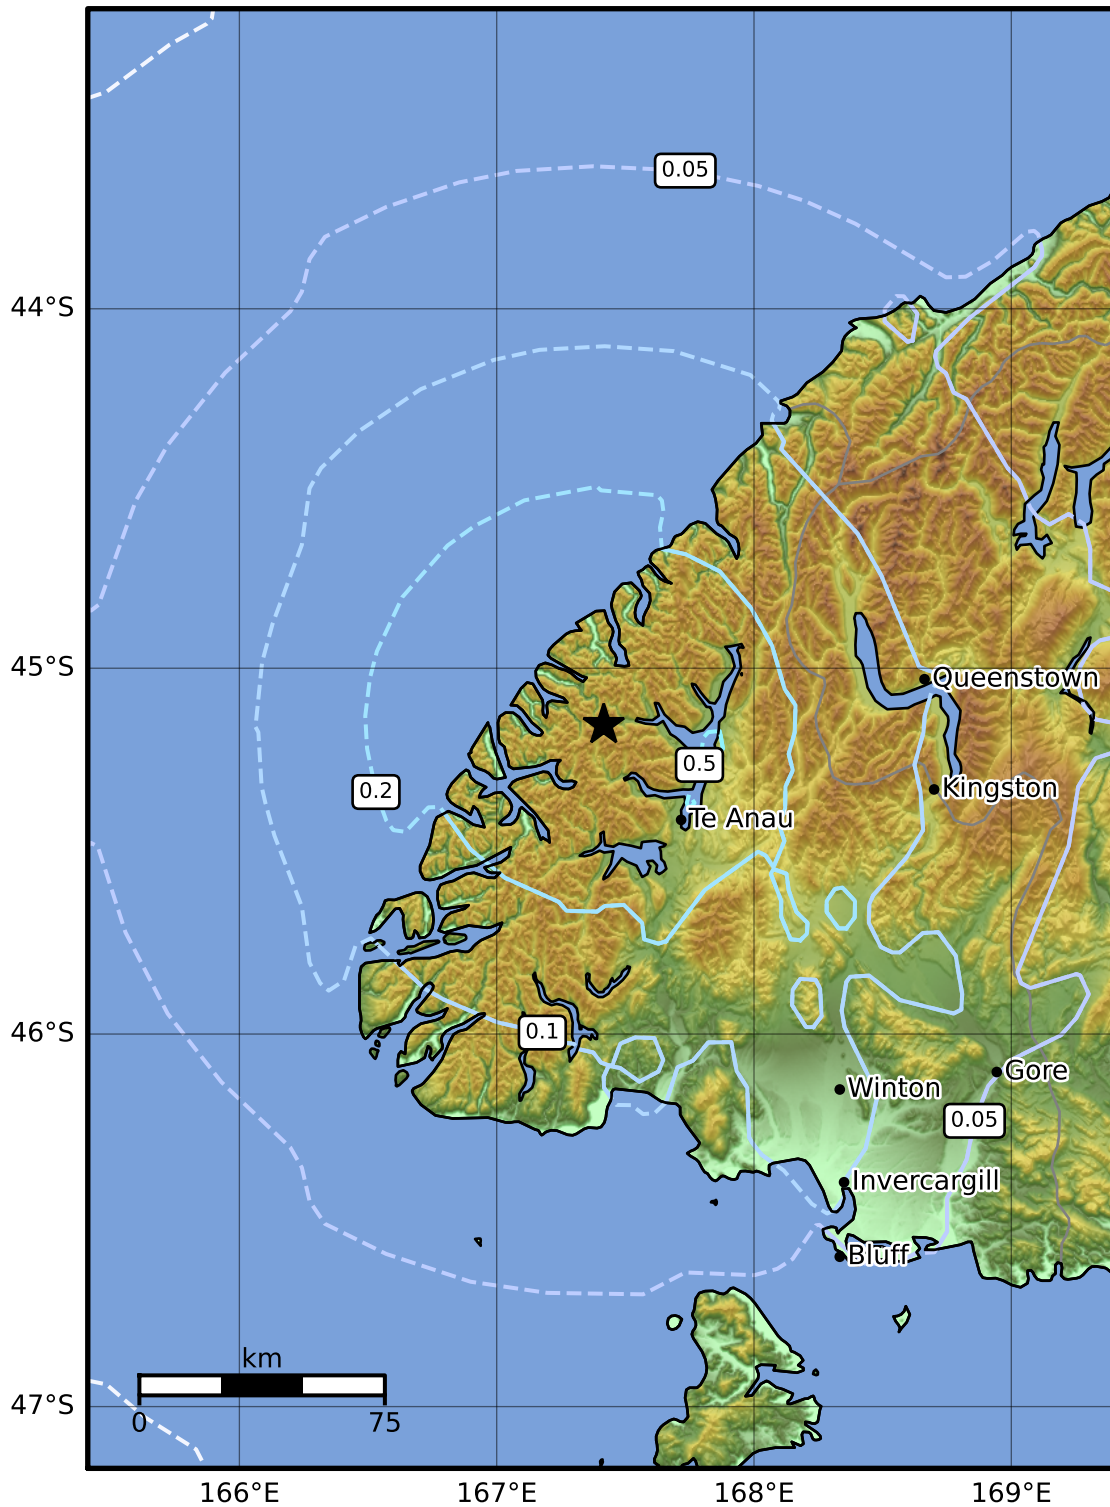 0.05
44°S
45°S
Queenstown
0.5
0.2
Kingston
Te Anau
46°S
0.1
Gore
Winton
0.05
Invercargill
Bluff
km
0 75
47°S
166°E 167°E 168°E 169°E